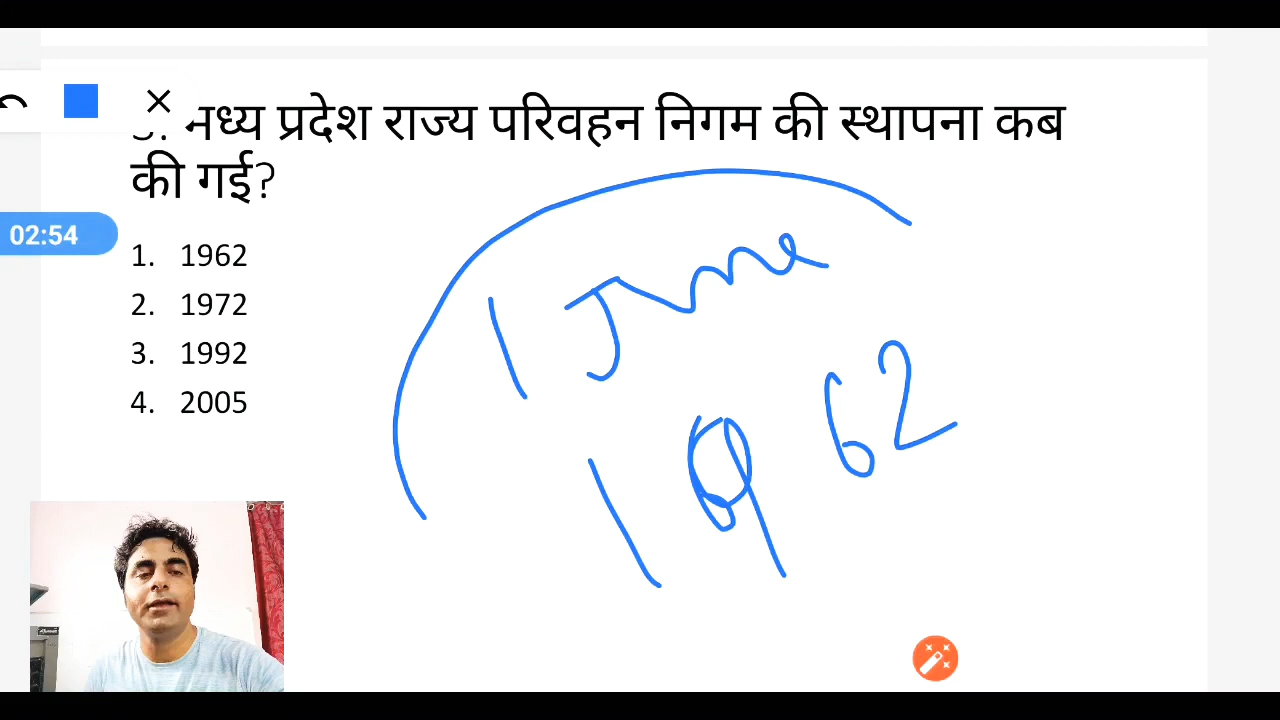 मध्य प्रदेश राज्य परिवहन निगम की स्थापना कब
की गई?
02:54
1. 1962
2. 1972
3. 1992
4. 2005
1 June
1962